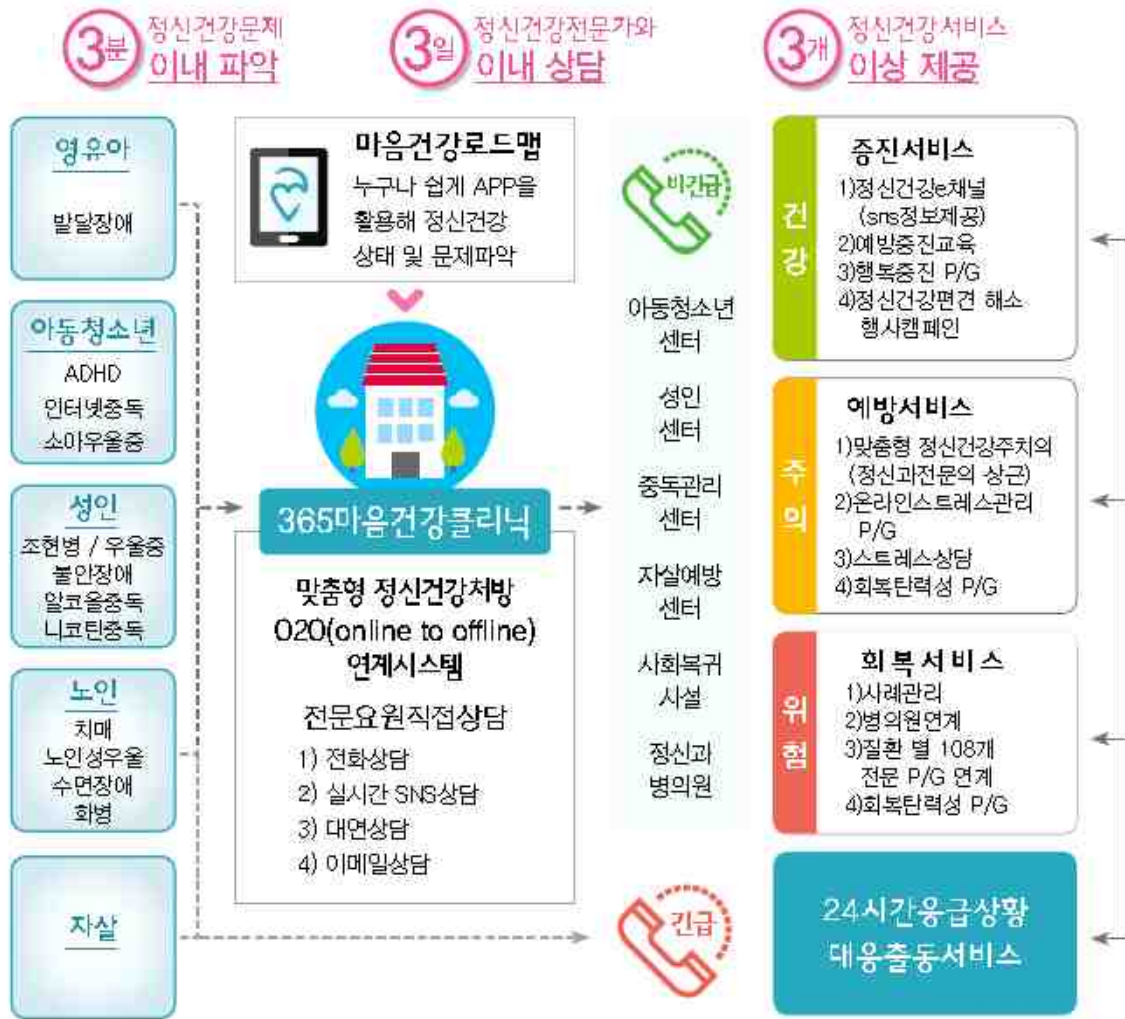 3분 정신건강문제
이내 파악
3일 정신건강전문가와
이내 상담
3개 정신건강서비스
이상 제공
영유아
발달장애
아동청소년
ADHD
인터넷중독
소아우울증
성인
조현병 / 우울증
불안장애
알코올중독
니코틴중독
노인
치매
노인성우울
수면장애
화병
자살
마음건강로드맵
누구나 쉽게 APP을
활용해 정신건강
상태 및 문제파악
365마음건강클리닉
맞춤형 정신건강처방
O2O(online to offline)
연계시스템
전문요원직접상담
1) 전화상담
2) 실시간 SNS상담
3) 대면상담
4) 이메일상담
비긴급
아동청소년
센터
성인
센터
중독관리
센터
자살예방
센터
사회복귀
시설
정신과
병의원
긴급
건강
증진서비스
1)정신건강e채널
(sns정보제공)
2)예방증진교육
3)행복증진 P/G
4)정신건강편견 해소
행사캠페인
주의
예방서비스
1)맞춤형 정신건강주치의
(정신과전문의 상근)
2)온라인스트레스관리
P/G
3)스트레스상담
4)회복탄력성 P/G
위험
회복서비스
1)사례관리
2)병의원연계
3)질환 별 108개
전문 P/G 연계
4)회복탄력성 P/G
24시간응급상황
대응출동서비스